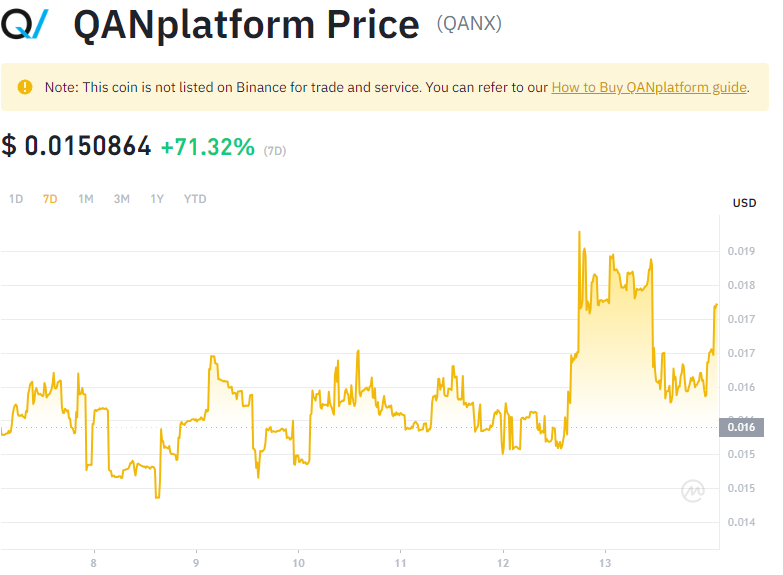 QANplatform Price (QANX)
Note: This coin is not listed on Binance for trade and service. You can refer to our How to Buy QANplatform guide.
$ 0.0150864 +71.32% (7D)
1D 7D 1M 3M 1Y YTD
USD
0.019
0.018
0.017
0.017
0.016
0.016
0.016
0.015
0.015
0.014
8 9 10 11 12 13